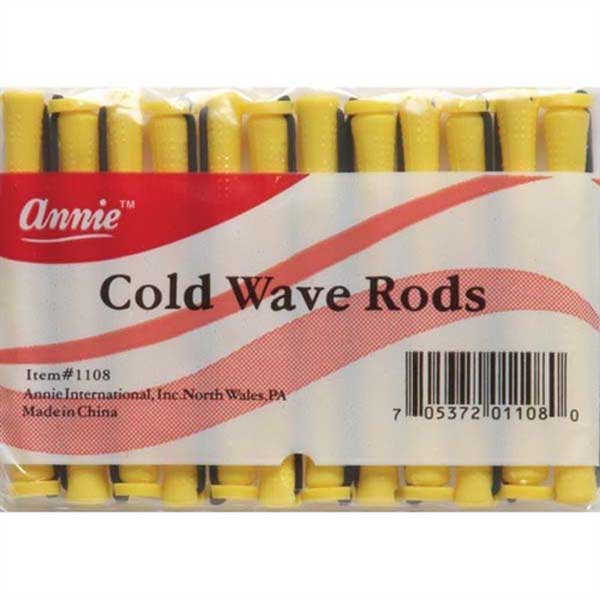 annie™
Cold Wave Rods
Item#1108
Annie International, Inc. North Wales, PA
Made in China
7 05372 01108 0